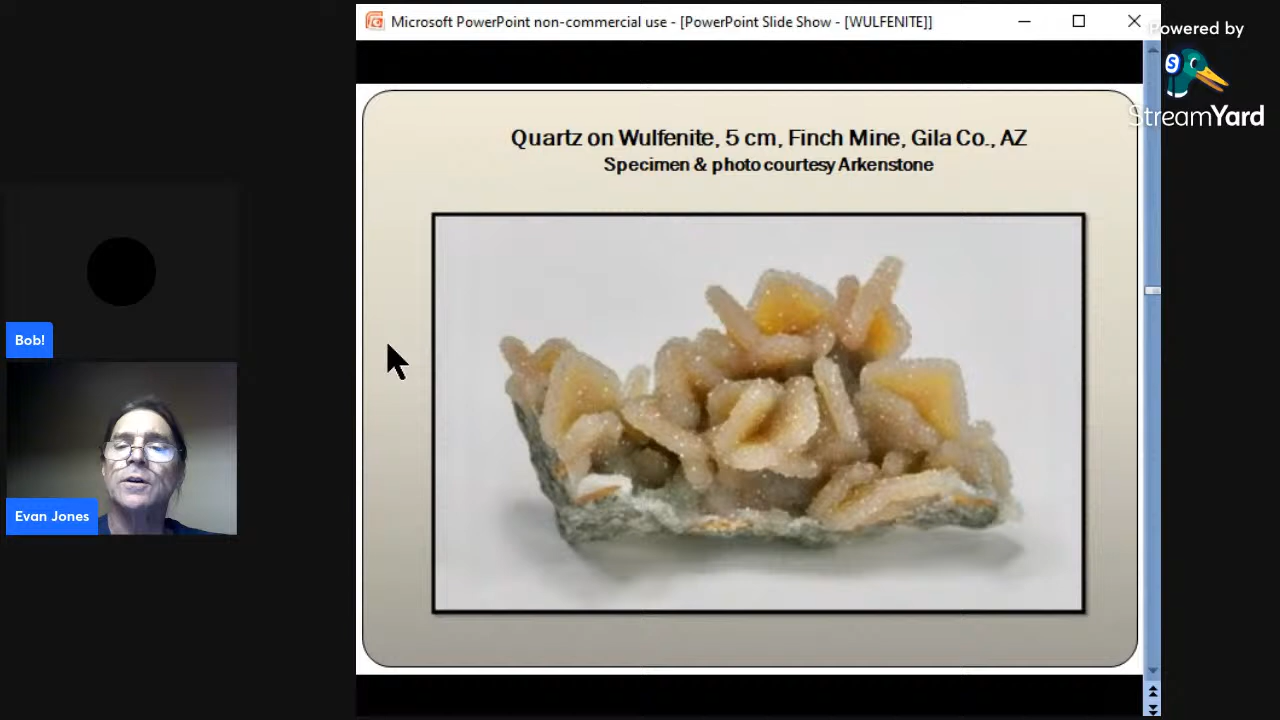 Microsoft PowerPoint non-commercial use - [PowerPoint Slide Show - [WULFENITE]]
Powered by
S
StreamYard
Quartz on Wulfenite, 5 cm, Finch Mine, Gila Co., AZ
Specimen & photo courtesy Arkenstone
Bob!
Evan Jones